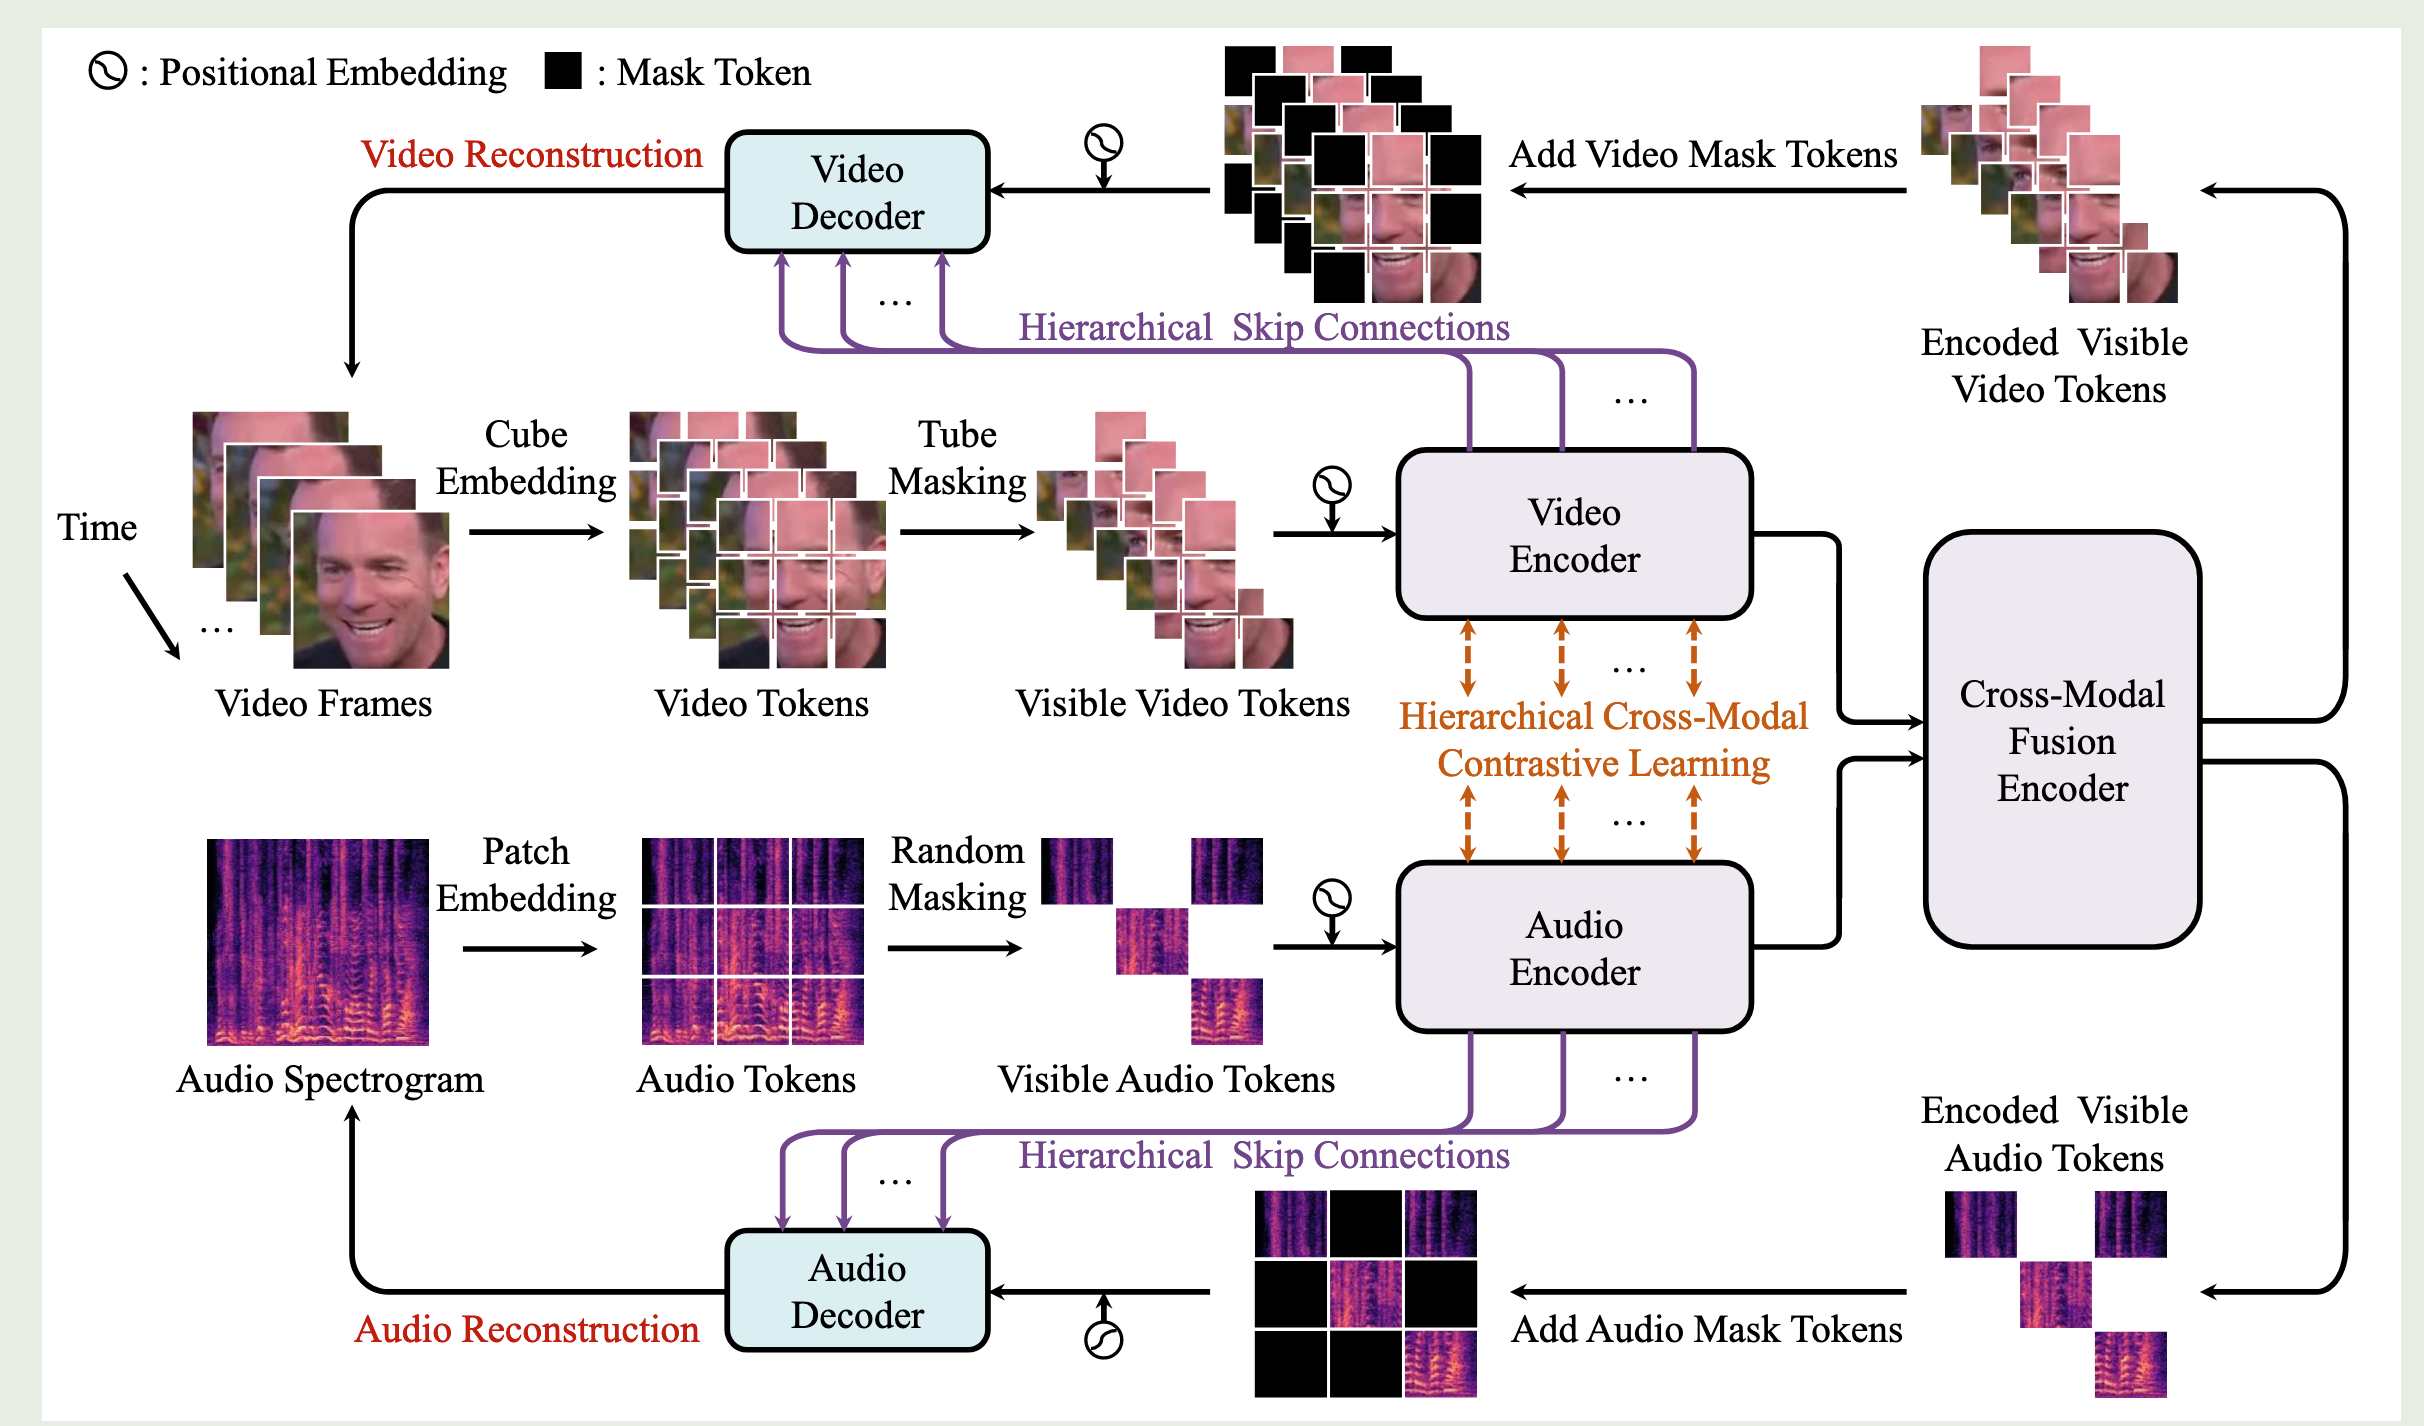 : Positional Embedding
: Mask Token
Video Reconstruction
Video
Decoder
Add Video Mask Tokens
...
Hierarchical Skip Connections
Encoded Visible
Video Tokens
...
Time
...
Video Frames
Cube
Embedding
Video Tokens
Tube
Masking
Visible Video Tokens
Video
Encoder
...
Hierarchical Cross-Modal
Contrastive Learning
...
Cross-Modal
Fusion
Encoder
Audio Spectrogram
Patch
Embedding
Audio Tokens
Random
Masking
Visible Audio Tokens
Audio
Encoder
...
Hierarchical Skip Connections
...
Encoded Visible
Audio Tokens
Audio
Decoder
Audio Reconstruction
Add Audio Mask Tokens